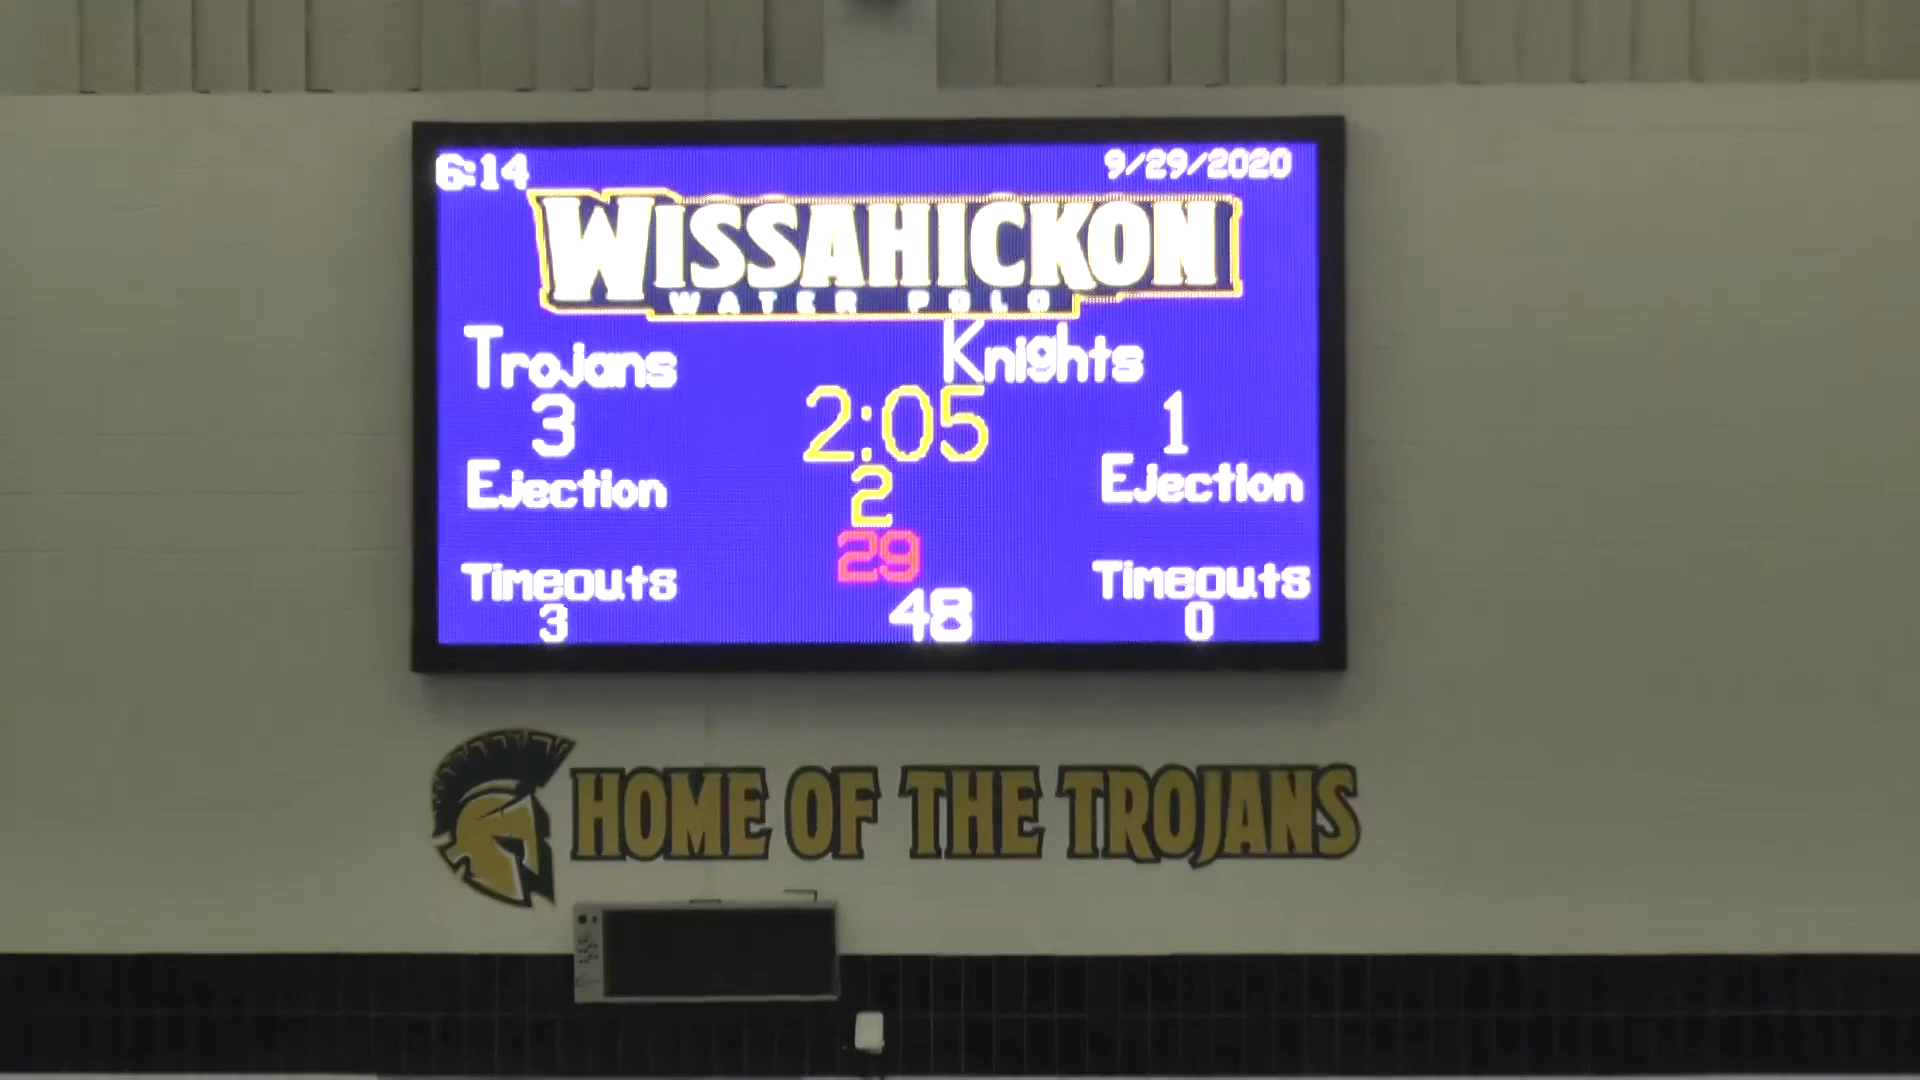 6:14 9/29/2020
WISSAHICKON
WATER POLO
Trojans Knights
3 2:05 1
Ejection 2 Ejection
29
Timeouts Timeouts
3 48 0
HOME OF THE TROJANS